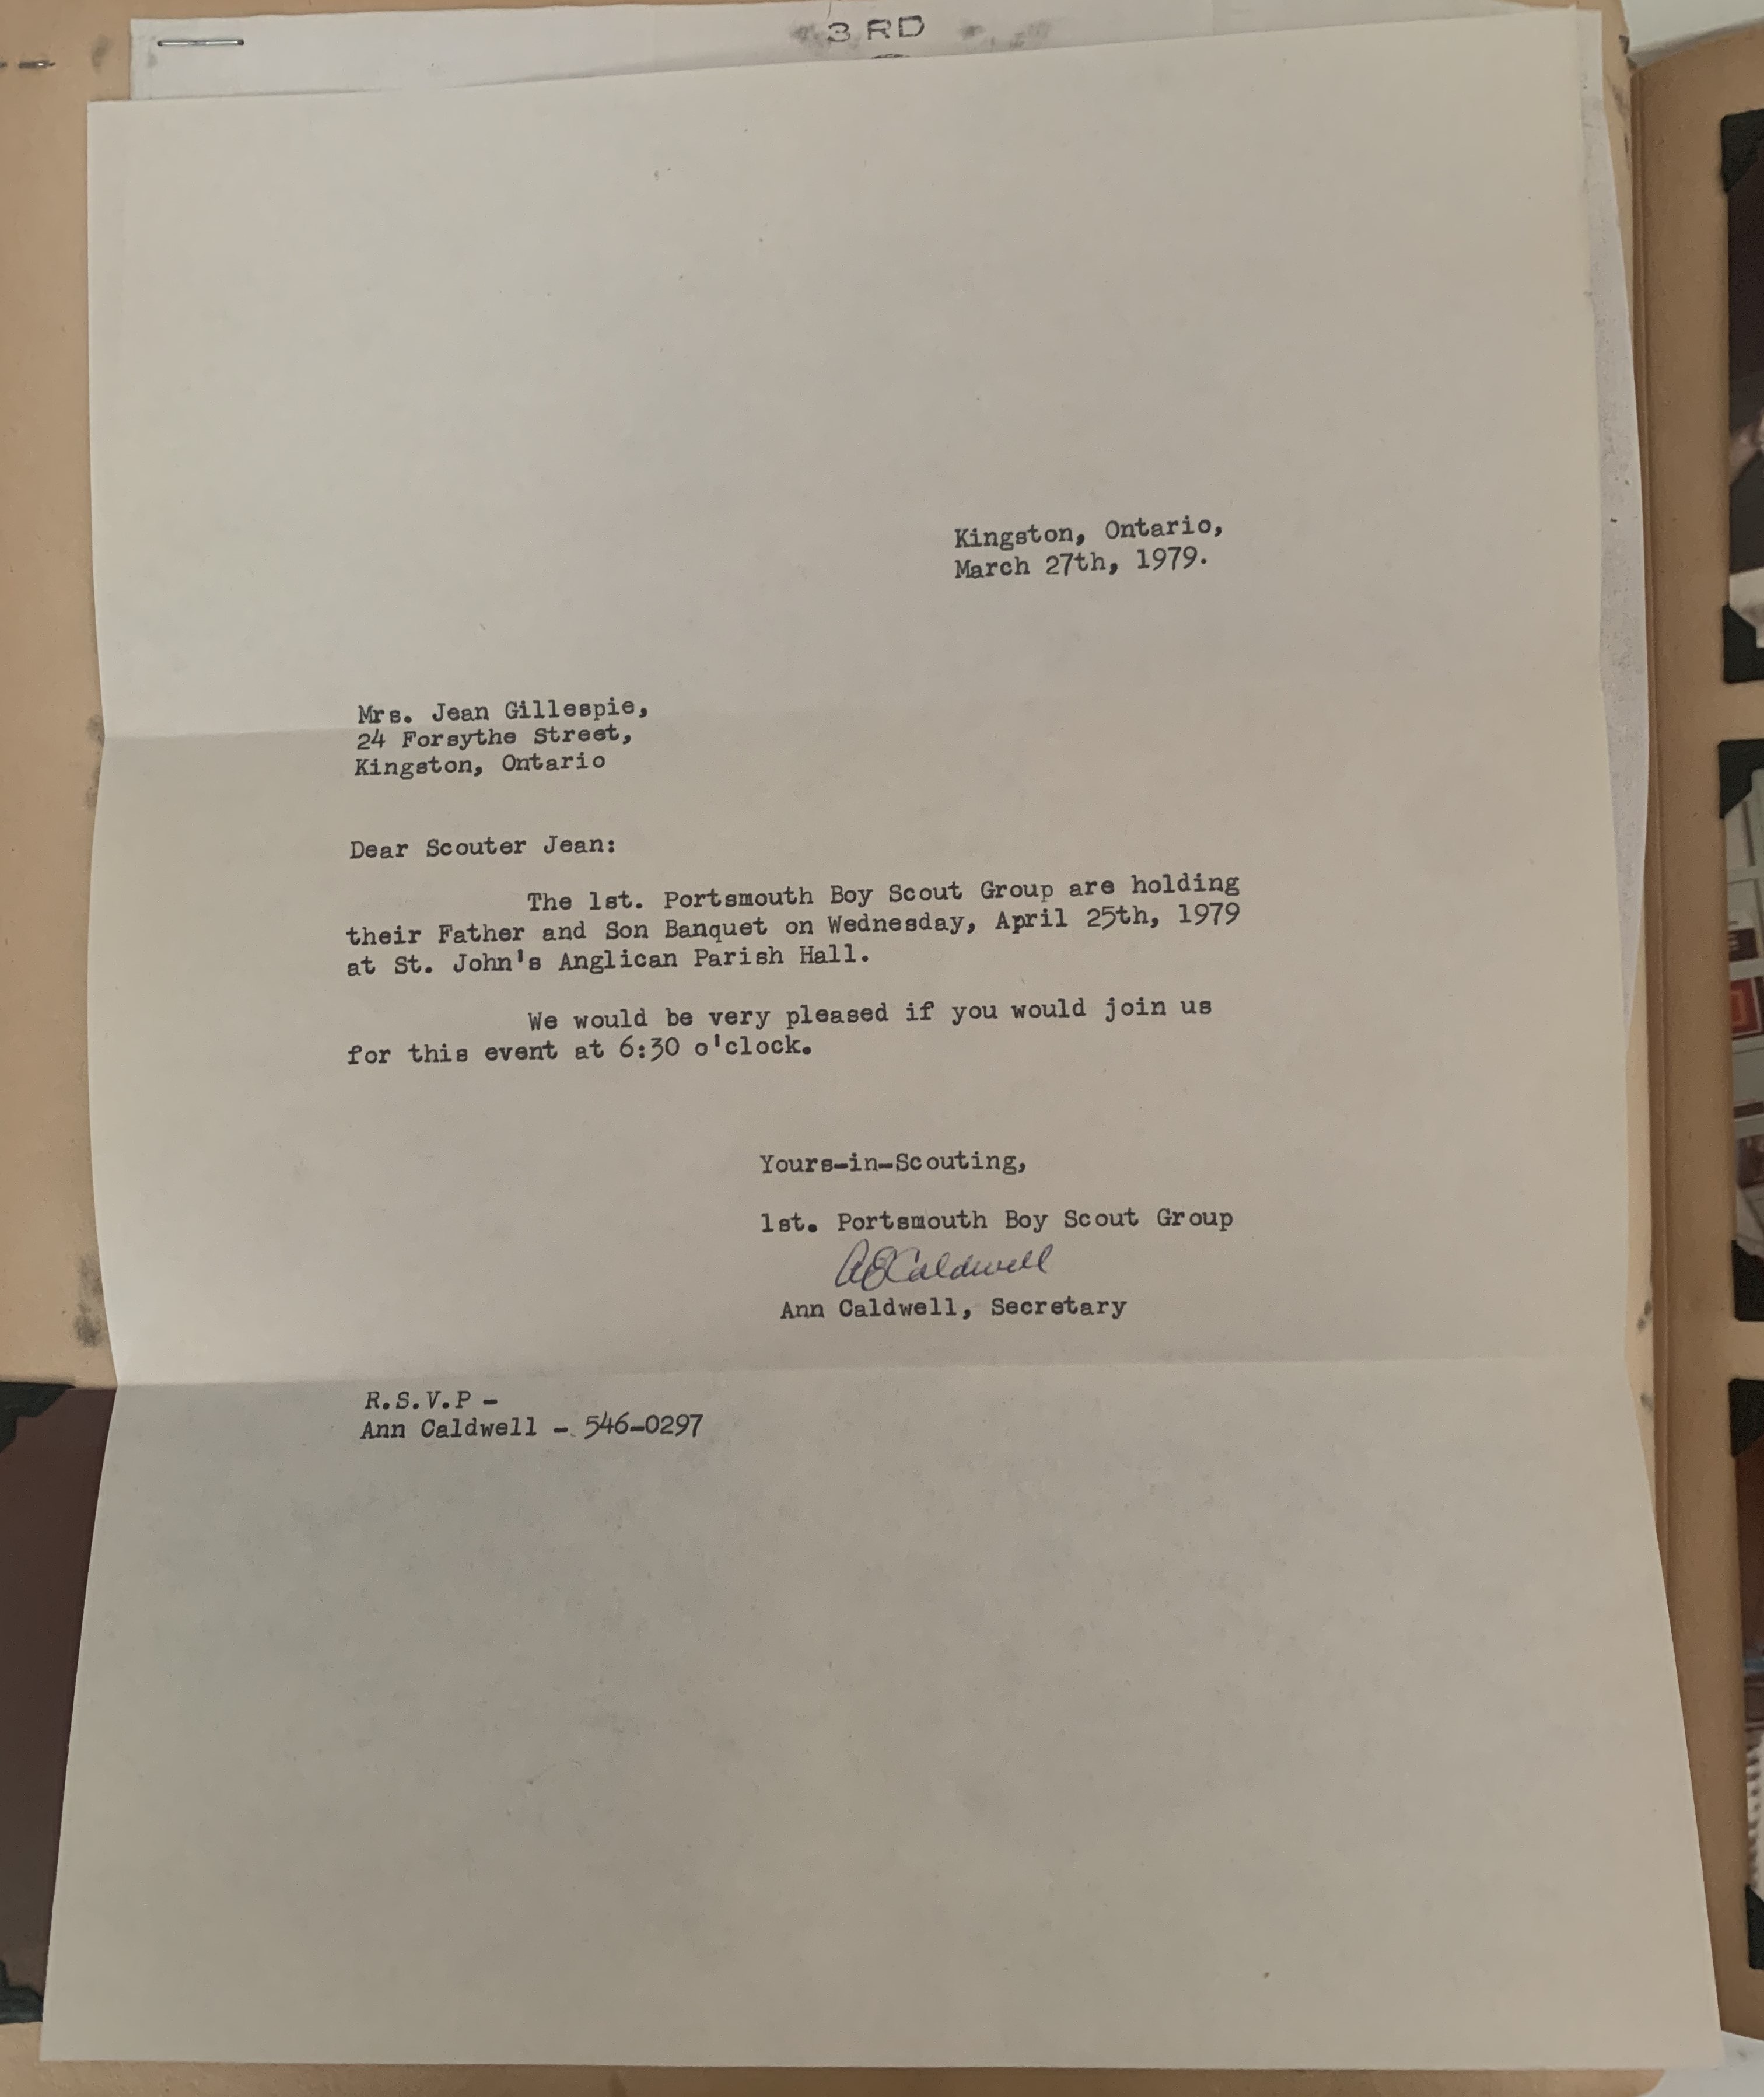 3 RD
Kingston, Ontario,
March 27th, 1979.
Mrs. Jean Gillespie,
24 Forsythe Street,
Kingston, Ontario
Dear Scouter Jean:
The 1st. Portsmouth Boy Scout Group are holding
their Father and Son Banquet on Wednesday, April 25th, 1979
at St. John's Anglican Parish Hall.
We would be very pleased if you would join us
for this event at 6:30 o'clock.
Yours-in-Scouting,
1st. Portsmouth Boy Scout Group
AECaldwell
Ann Caldwell, Secretary
R.S.V.P -
Ann Caldwell - 546-0297